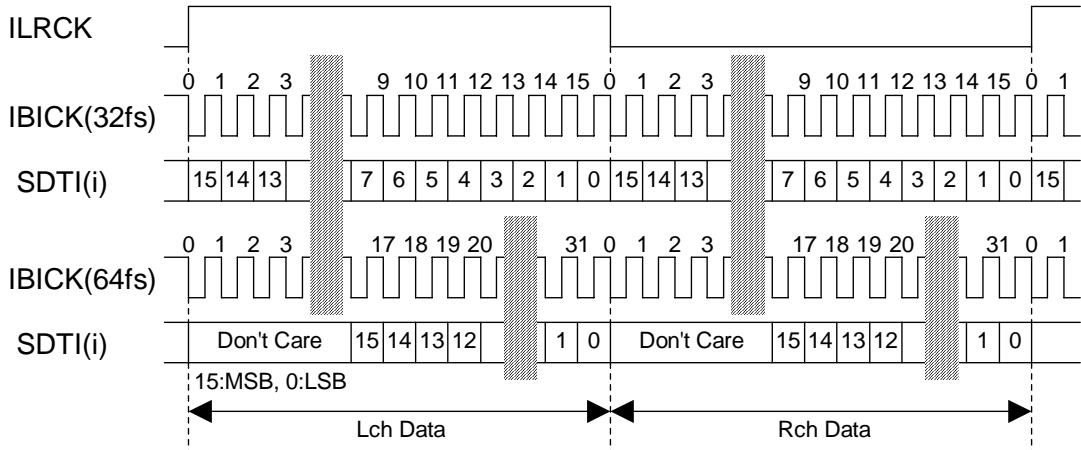 ILRCK
0 1 2 3 9 10 11 12 13 14 15 0 1 2 3 9 10 11 12 13 14 15 0 1
IBICK(32fs)
SDTI(i) 15 14 13 7 6 5 4 3 2 1 0 15 14 13 7 6 5 4 3 2 1 0 15
0 1 2 3 17 18 19 20 31 0 1 2 3 17 18 19 20 31 0 1
IBICK(64fs)
SDTI(i) Don't Care 15 14 13 12 1 0 Don't Care 15 14 13 12 1 0
15:MSB, 0:LSB
Lch Data Rch Data